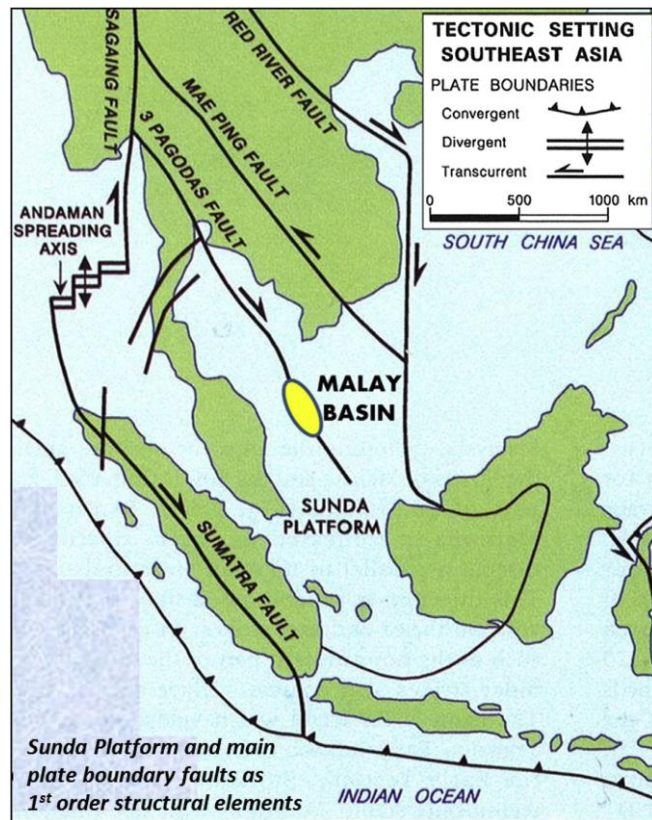 SAGAING FAULT
RED RIVER FAULT
MAE PING FAULT
3 PAGODAS FAULT
TECTONIC SETTING
SOUTHEAST ASIA
PLATE BOUNDARIES
Convergent
Divergent
Transcurrent
0 500 1000 km
ANDAMAN
SPREADING
AXIS
SOUTH CHINA SEA
MALAY
BASIN
SUNDA
PLATFORM
SUMATRA FAULT
Sunda Platform and main
plate boundary faults as
1st order structural elements
INDIAN OCEAN